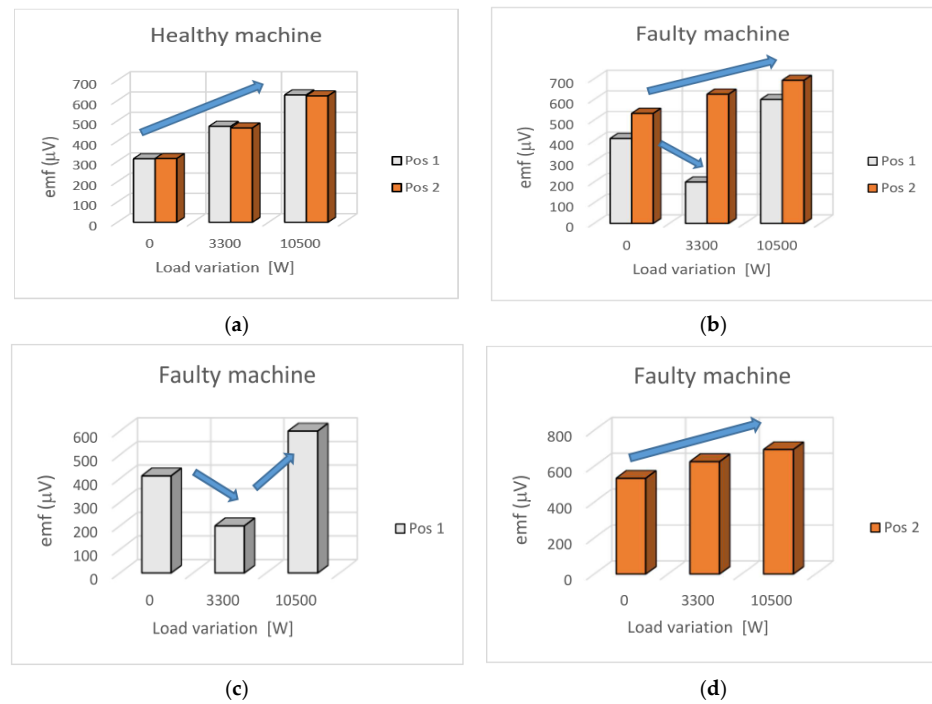 Healthy machine
700
600
500
400
300
200
100
0
emf (µV)
0 3300 10500
Load variation [W]
Pos 1
Pos 2
(a)
Faulty machine
700
600
500
400
300
200
100
0
emf (µV)
0 3300 10500
Load variation [W]
Pos 1
Pos 2
(b)
Faulty machine
600
500
400
300
200
100
0
emf (µV)
0 3300 10500
Load variation [W]
Pos 1
(c)
Faulty machine
800
600
400
200
0
emf (µV)
0 3300 10500
Load variation [W]
Pos 2
(d)